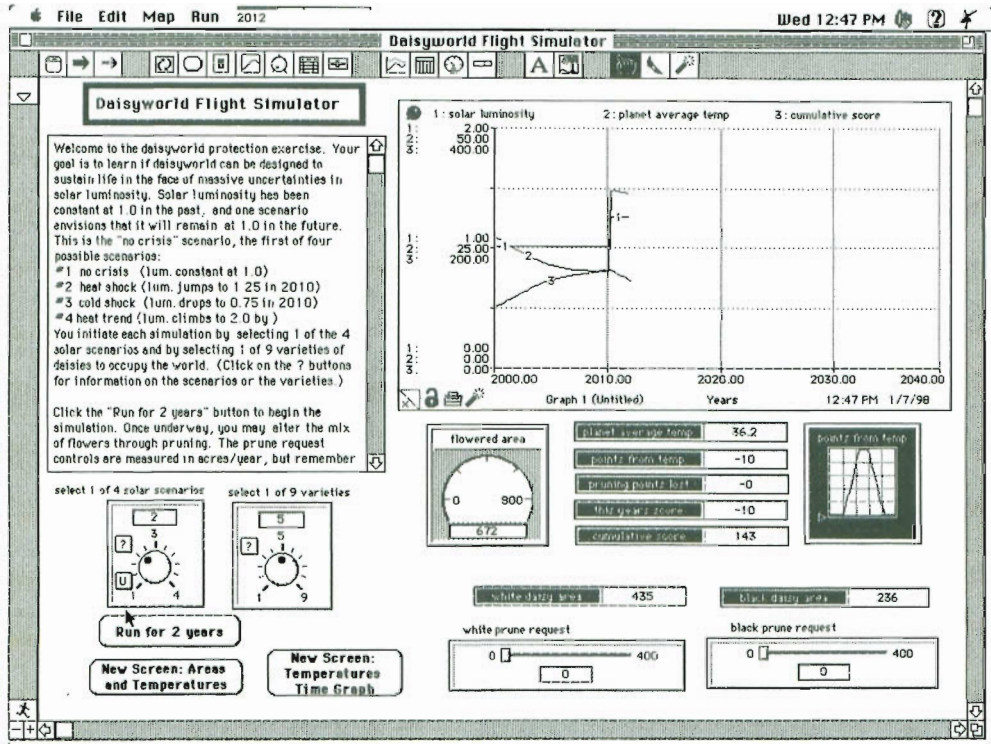 File Edit Map Run 2012
Wed 12:47 PM
Daisyworld Flight Simulator
A
Daisyworld Flight Simulator
Welcome to the daisyworld protection exercise. Your
goal is to learn if daisyworld can be designed to
sustain life in the face of massive uncertainties in
solar luminosity. Solar luminosity has been
constant at 1.0 in the past, and one scenario
envisions that it will remain at 1.0 in the future.
This is the "no crisis" scenario, the first of four
possible scenarios:
#1 no crisis (lum. constant at 1.0)
#2 heat shock (lum. jumps to 1 25 in 2010)
#3 cold shock (lum. drops to 0.75 in 2010)
#4 heat trend (lum. climbs to 2.0 by )
You initiate each simulation by selecting 1 of the 4
solar scenarios and by selecting 1 of 9 varieties of
daisies to occupy the world. (Click on the ? buttons
for information on the scenarios or the varieties.)
Click the "Run for 2 years" button to begin the
simulation. Once underway, you may alter the mix
of flowers through pruning. The prune request
controls are measured in acres/year, but remember
1: solar luminosity 2: planet average temp 3: cumulative score
1: 2.00
2: 50.00
3: 400.00
1: 1.00
2: 25.00
3: 200.00
1: 0.00
2: 0.00
3: 0.00
1
2
3
1
2000.00 2010.00 2020.00 2030.00 2040.00
Graph 1 (Untitled) Years 12:47 PM 1/7/98
select 1 of 4 solar scenarios
2
3
?
U
1 4
select 1 of 9 varieties
5
5
?
1 9
Run for 2 years
New Screen: Areas
and Temperatures
New Screen:
Temperatures
Time Graph
flowered area
0 800
672
planet average temp 36.2
points from temp -10
pruning points lost -0
this years score -10
cumulative score 143
points from temp
white daisy area 435
black daisy area 236
white prune request
0 400
0
black prune request
0 400
0